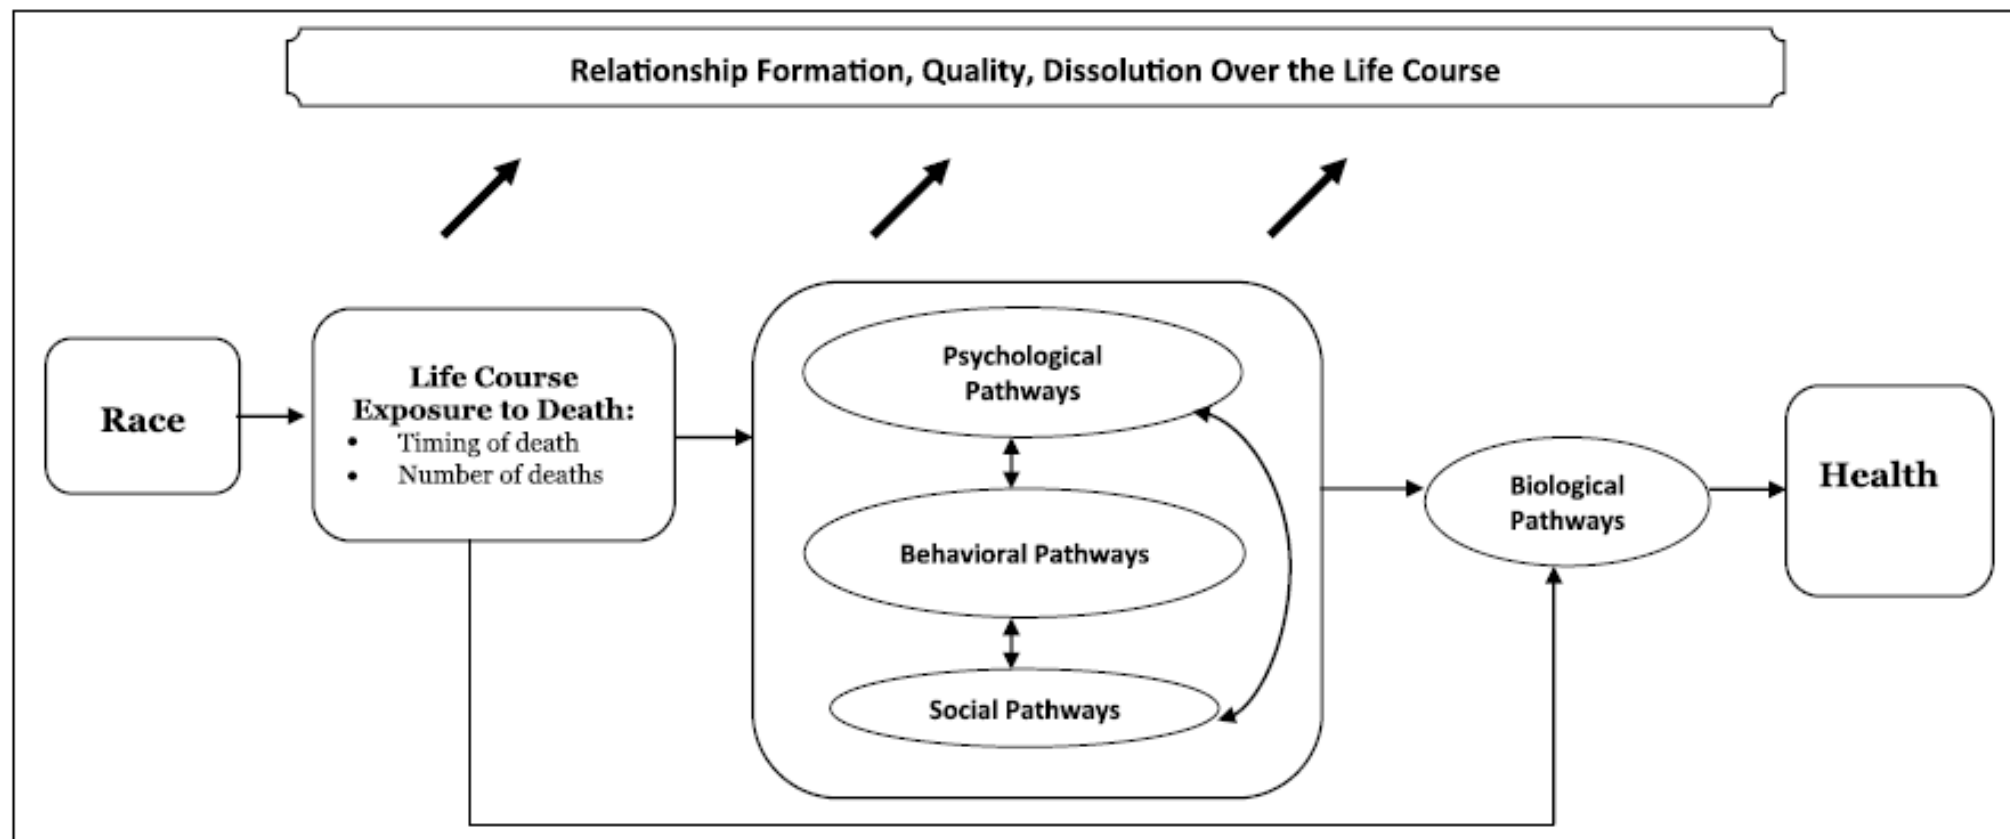 Relationship Formation, Quality, Dissolution Over the Life Course
Race
Life Course
Exposure to Death:
• Timing of death
• Number of deaths
Psychological
Pathways
Behavioral Pathways
Social Pathways
Biological
Pathways
Health